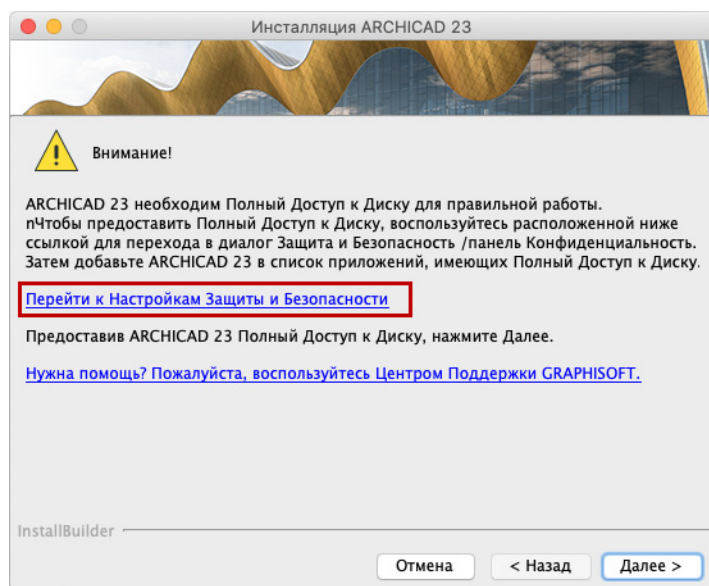 Инсталляция ARCHICAD 23
Внимание!
ARCHICAD 23 необходим Полный Доступ к Диску для правильной работы.
nЧтобы предоставить Полный Доступ к Диску, воспользуйтесь расположенной ниже
ссылкой для перехода в диалог Защита и Безопасность /панель Конфиденциальность.
Затем добавьте ARCHICAD 23 в список приложений, имеющих Полный Доступ к Диску.
Перейти к Настройкам Защиты и Безопасности
Предоставив ARCHICAD 23 Полный Доступ к Диску, нажмите Далее.
Нужна помощь? Пожалуйста, воспользуйтесь Центром Поддержки GRAPHISOFT.
InstallBuilder
Отмена < Назад Далее >